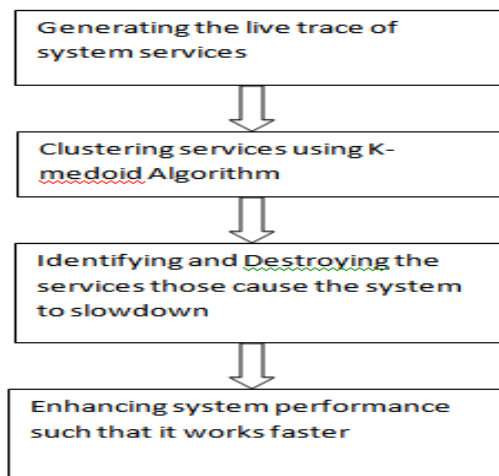 Generating the live trace of
system services
Clustering services using K-
medoid Algorithm
Identifying and Destroying the
services those cause the system
to slowdown
Enhancing system performance
such that it works faster